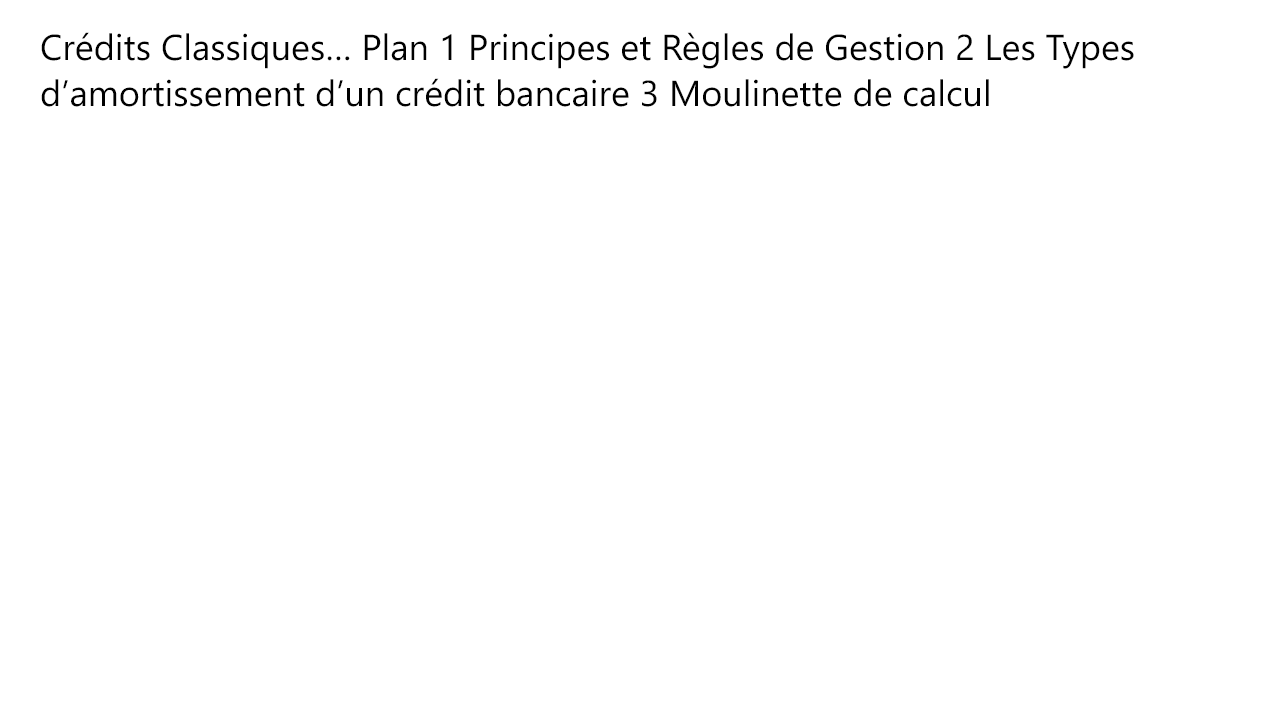 Crédits Classiques… Plan 1 Principes et Règles de Gestion 2 Les Types
d’amortissement d’un crédit bancaire 3 Moulinette de calcul